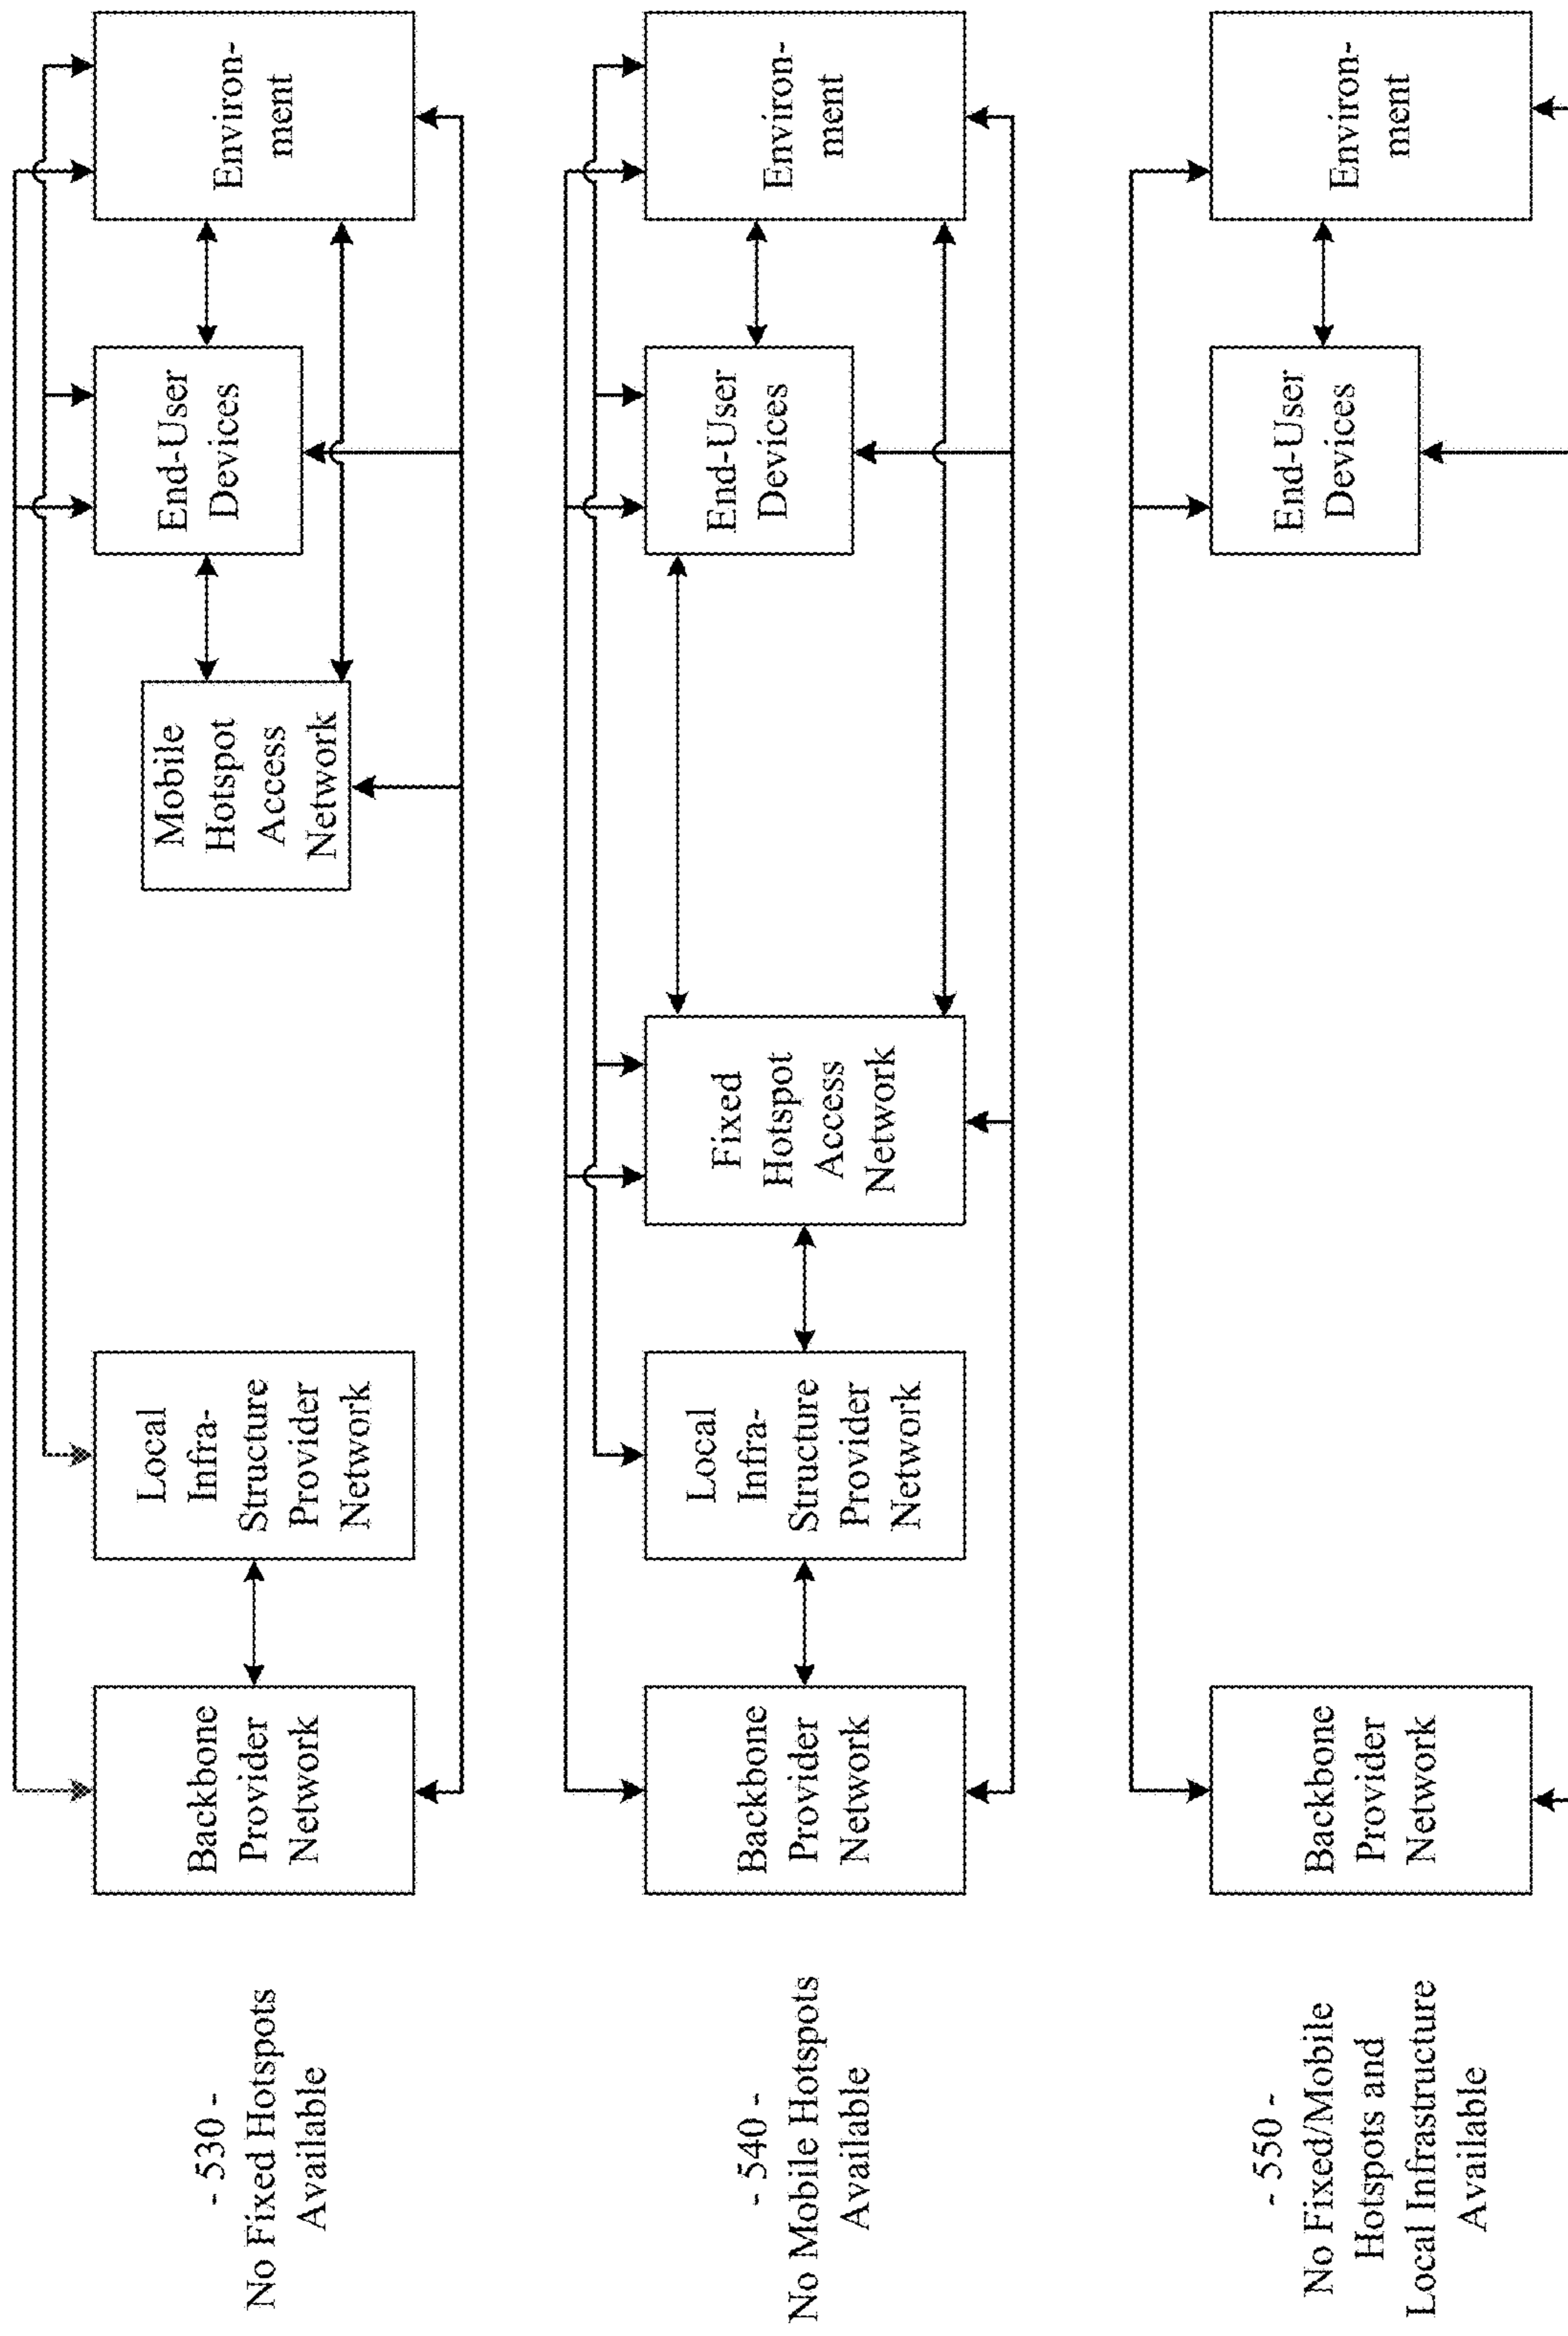 - 530 -
No Fixed Hotspots
Available
Backbone
Provider
Network
Local
Infra-
Structure
Provider
Network
Mobile
Hotspot
Access
Network
End-User
Devices
Environ-
ment
- 540 -
No Mobile Hotspots
Available
Backbone
Provider
Network
Local
Infra-
Structure
Provider
Network
Fixed
Hotspot
Access
Network
End-User
Devices
Environ-
ment
- 550 -
No Fixed/Mobile
Hotspots and
Local Infrastructure
Available
Backbone
Provider
Network
End-User
Devices
Environ-
ment